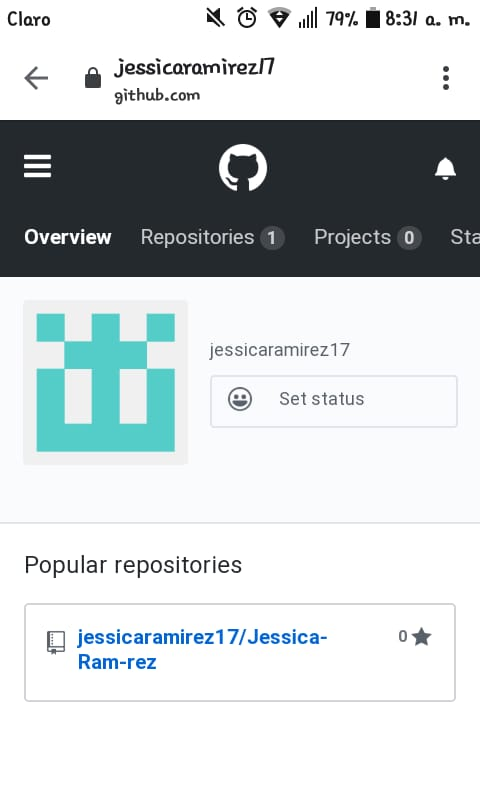 Claro 79% 8:31 a. m.
jessicaramirez17
github.com
Overview Repositories 1 Projects 0 Sta
jessicaramirez17
Set status
Popular repositories
jessicaramirez17/Jessica- 0
Ram-rez